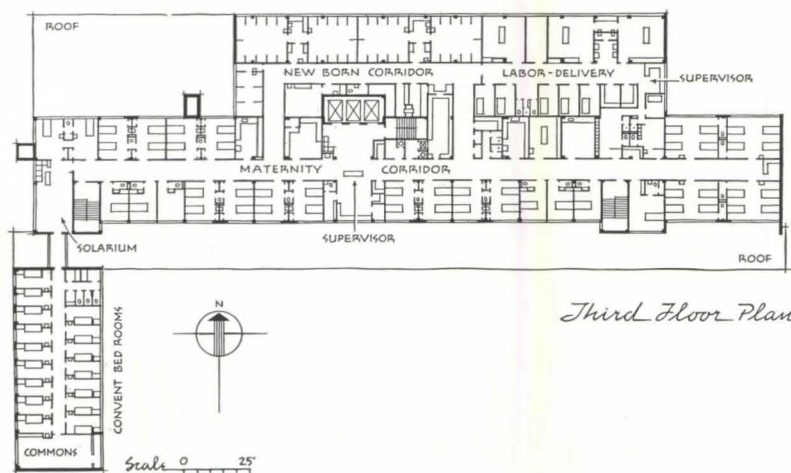 ROOF
NEW BORN CORRIDOR
LABOR-DELIVERY
SUPERVISOR
MATERNITY CORRIDOR
SOLARIUM
SUPERVISOR
ROOF
CONVENT BED ROOMS
N
Third Floor Plan
COMMONS
Scale 0 25'